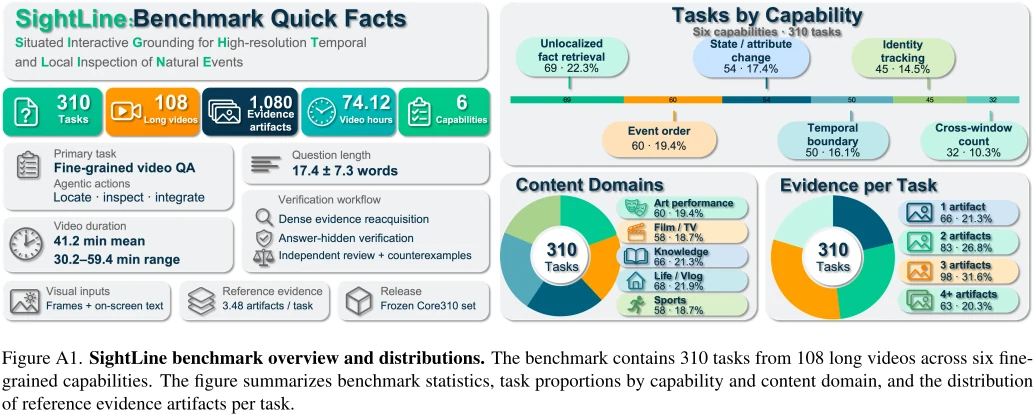 SightLine: Benchmark Quick Facts
Situated Interactive Grounding for High-resolution Temporal
and Local Inspection of Natural Events
310
Tasks
108
Long videos
1,080
Evidence
artifacts
74.12
Video hours
6
Capabilities
Primary task
Fine-grained video QA
Agentic actions
Locate · inspect · integrate
Question length
17.4 ± 7.3 words
Video duration
41.2 min mean
30.2–59.4 min range
Verification workflow
Dense evidence reacquisition
Answer-hidden verification
Independent review + counterexamples
Visual inputs
Frames + on-screen text
Reference evidence
3.48 artifacts / task
Release
Frozen Core310 set
Tasks by Capability
Six capabilities · 310 tasks
Unlocalized
fact retrieval
69 · 22.3%
State / attribute
change
54 · 17.4%
Identity
tracking
45 · 14.5%
69 60 54 50 45 32
Event order
60 · 19.4%
Temporal
boundary
50 · 16.1%
Cross-window
count
32 · 10.3%
Content Domains
310
Tasks
Art performance
60 · 19.4%
Film / TV
58 · 18.7%
Knowledge
66 · 21.3%
Life / Vlog
68 · 21.9%
Sports
58 · 18.7%
Evidence per Task
310
Tasks
1 artifact
66 · 21.3%
2 artifacts
83 · 26.8%
3 artifacts
98 · 31.6%
4+ artifacts
63 · 20.3%
Figure A1. SightLine benchmark overview and distributions. The benchmark contains 310 tasks from 108 long videos across six fine-
grained capabilities. The figure summarizes benchmark statistics, task proportions by capability and content domain, and the distribution
of reference evidence artifacts per task.